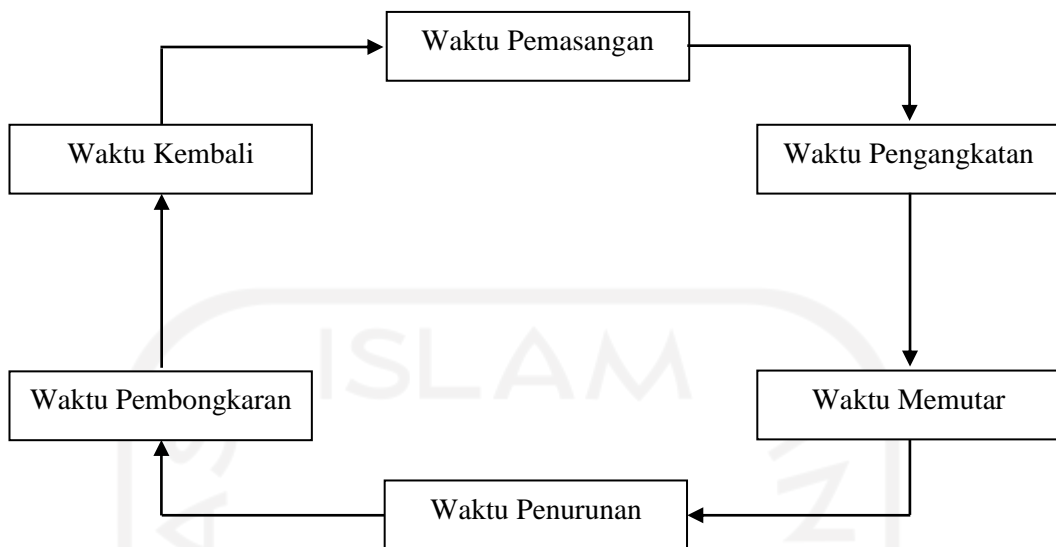 Waktu Pemasangan
Waktu Kembali
Waktu Pengangkatan
ISLAM
Waktu Pembongkaran
Waktu Memutar
Waktu Penurunan